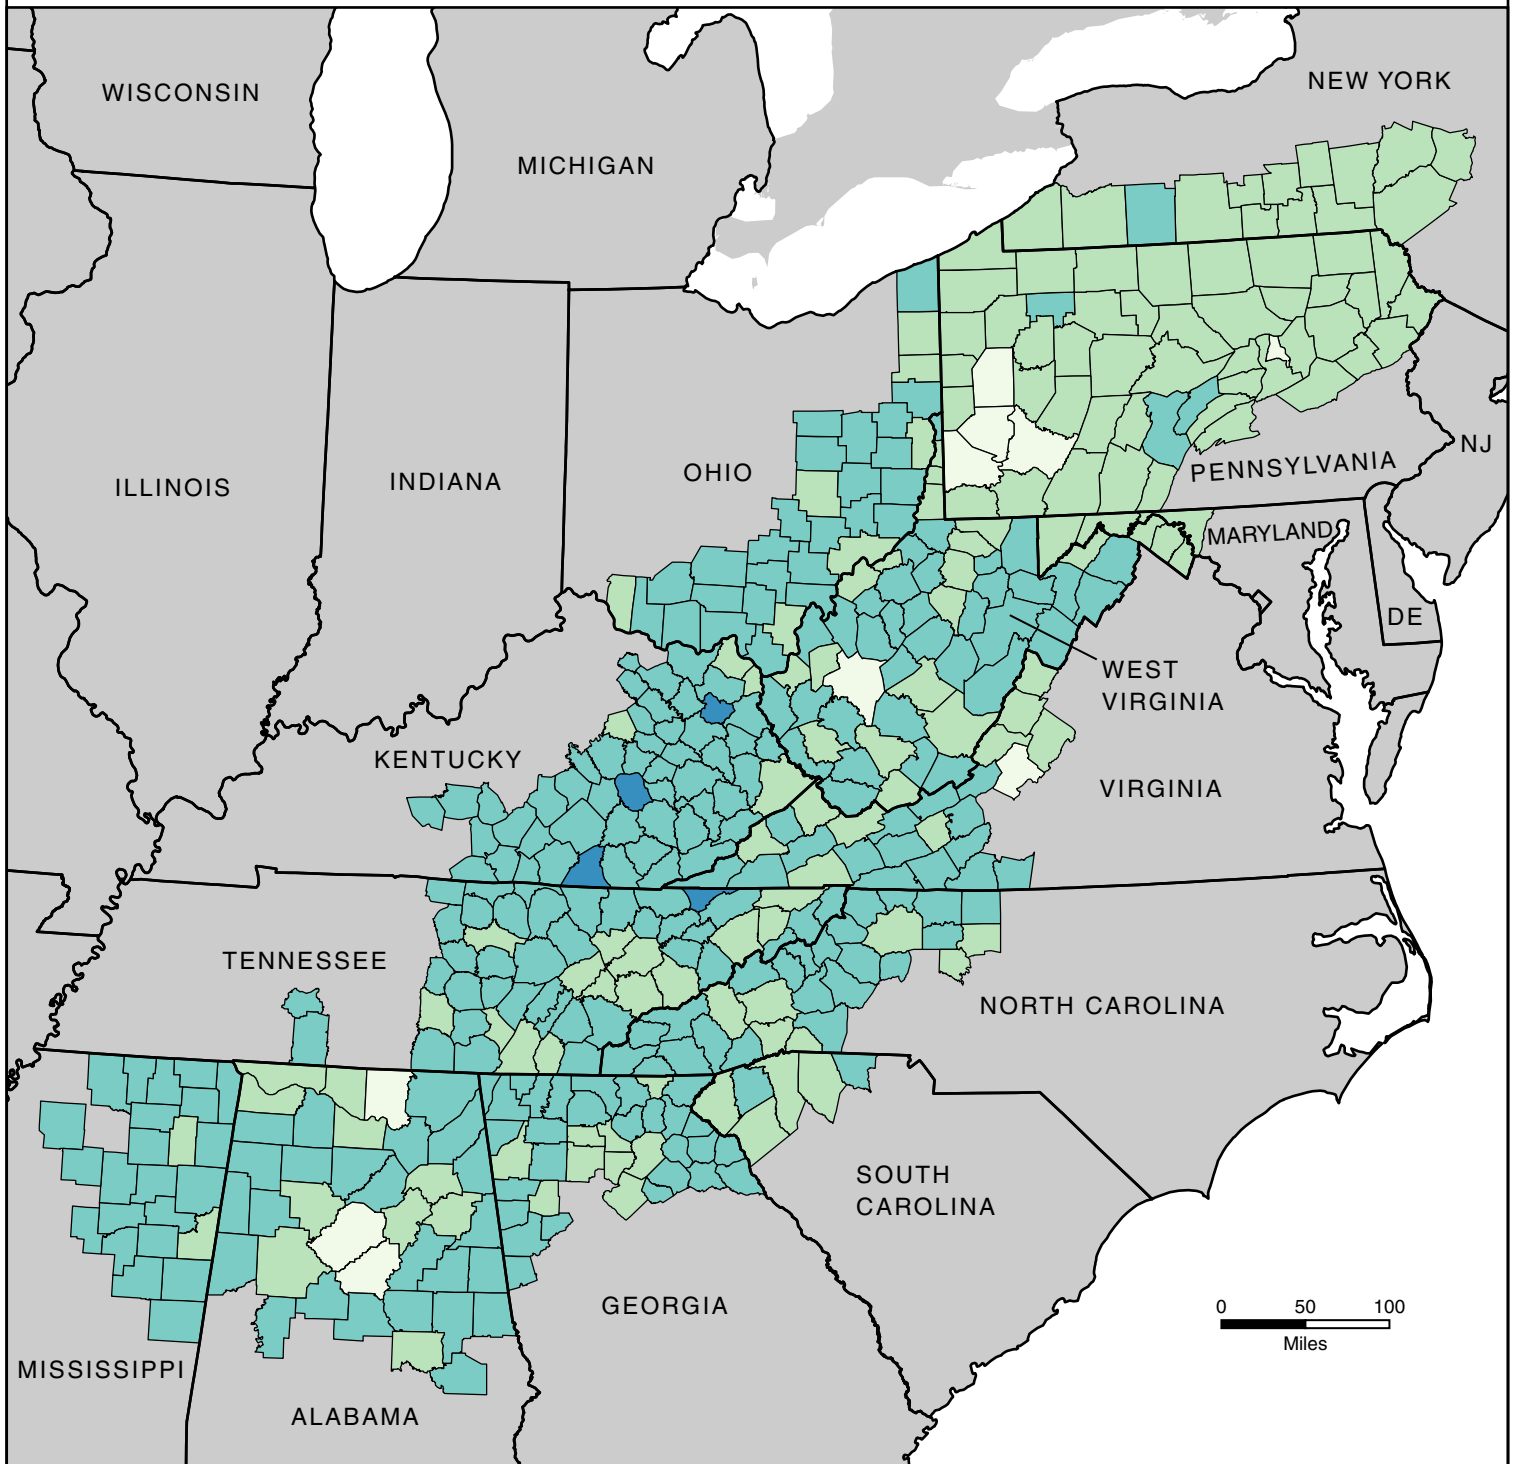 NEW YORK
WISCONSIN
MICHIGAN
NJ
PENNSYLVANIA
OHIO
INDIANA
ILLINOIS
MARYLAND
DE
WEST
VIRGINIA
KENTUCKY
VIRGINIA
TENNESSEE
NORTH CAROLINA
SOUTH
CAROLINA
GEORGIA
0 50 100
Miles
MISSISSIPPI
ALABAMA